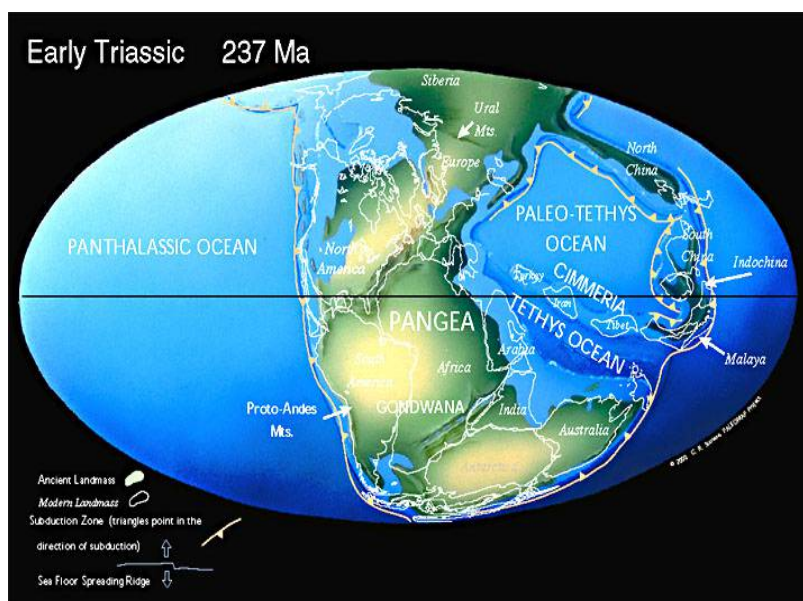 Early Triassic 237 Ma
Siberia
Ural
Mts.
Europe
North
China
PANTHALASSIC OCEAN
North
America
PALEO-TETHYS
OCEAN
South
China
Indochina
CIMMERIA
Turkey
Iran
Tibet
TETHYS OCEAN
PANGEA
Malaya
South
America
Africa
Arabia
GONDWANA
India
Australia
Proto-Andes
Mts.
Antarctica
Ancient Landmass
Modern Landmass
Subduction Zone (triangles point in the
direction of subduction)
Sea Floor Spreading Ridge